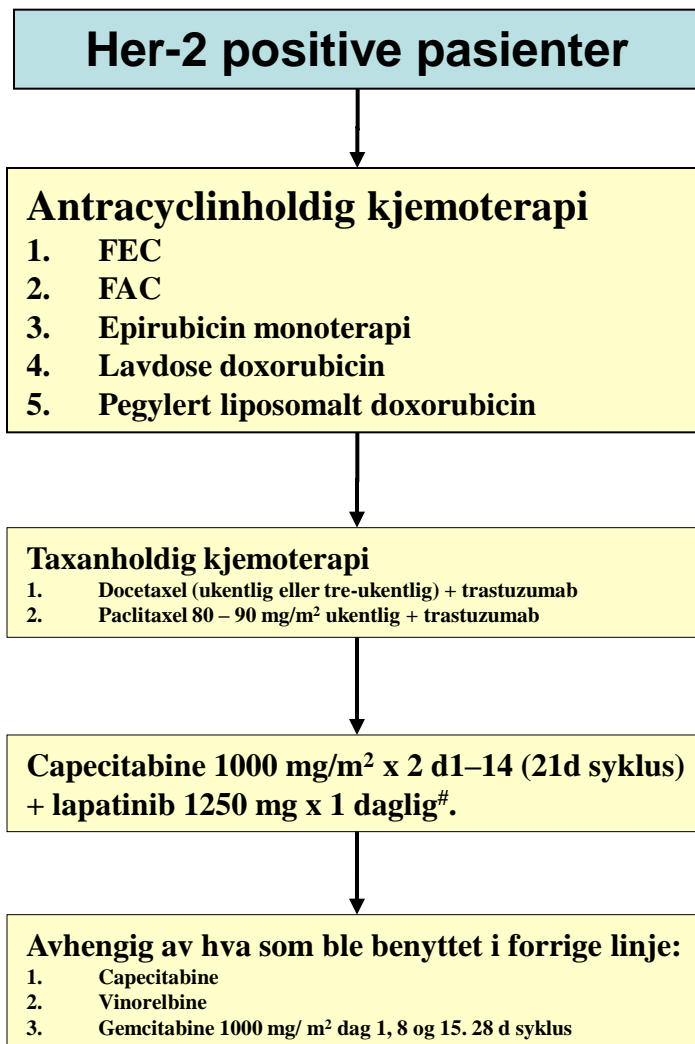 Her-2 positive pasienter
Antracyclinholdig kjemoterapi
1. FEC
2. FAC
3. Epirubicin monoterapi
4. Lavdose doxorubicin
5. Pegylert liposomalt doxorubicin
Taxanholdig kjemoterapi
1. Docetaxel (ukentlig eller tre-ukentlig) + trastuzumab
2. Paclitaxel 80 – 90 mg/m² ukentlig + trastuzumab
Capecitabine 1000 mg/m² x 2 d1–14 (21d syklus)
+ lapatinib 1250 mg x 1 daglig#.
Avhengig av hva som ble benyttet i forrige linje:
1. Capecitabine
2. Vinorelbine
3. Gemcitabine 1000 mg/ m² dag 1, 8 og 15. 28 d syklus